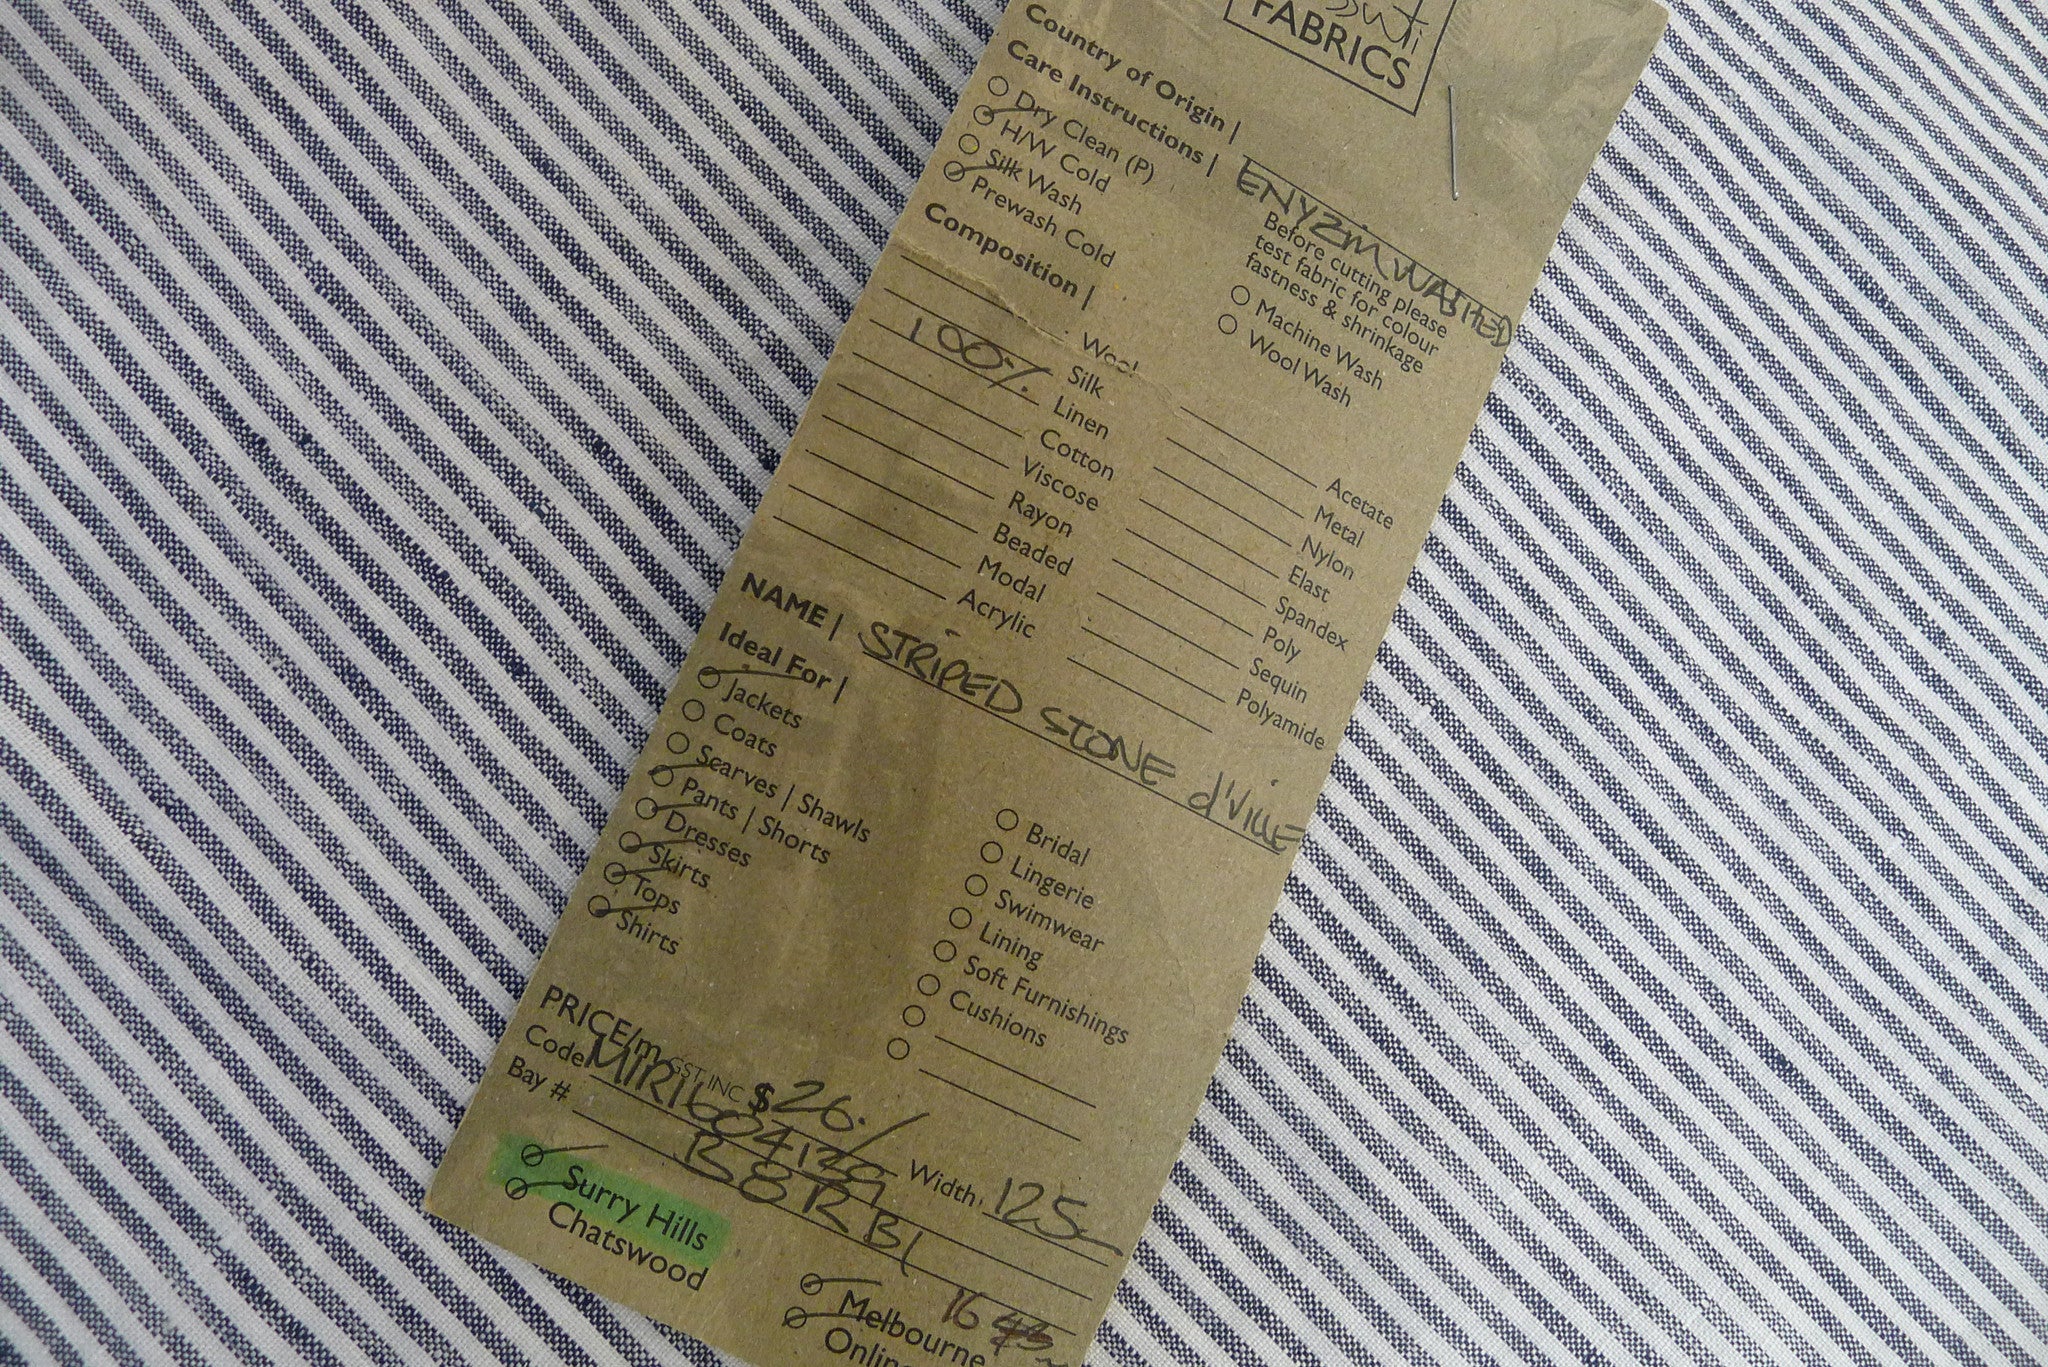 FABRICS
Country of Origin |
Care Instructions | ENYZIM WASHED
Dry Clean (P)
H/W Cold
Silk Wash
Prewash Cold
Before cutting please
test fabric for colour
fastness & shrinkage
Machine Wash
Wool Wash
Composition |
Wool
Silk
100% Linen
Cotton
Viscose
Rayon
Beaded
Modal
Acrylic
Acetate
Metal
Nylon
Elast
Spandex
Poly
Sequin
Polyamide
NAME | STRIPED STONE d'VILLE
Ideal For |
Jackets
Coats
Scarves | Shawls
Pants | Shorts
Dresses
Skirts
Tops
Shirts
Bridal
Lingerie
Swimwear
Lining
Soft Furnishings
Cushions
PRICE/m GST INC $26./
Code MIR1604129 Width 125
Bay # B8RB1
Surry Hills
Chatswood
Melbourne 16
Online